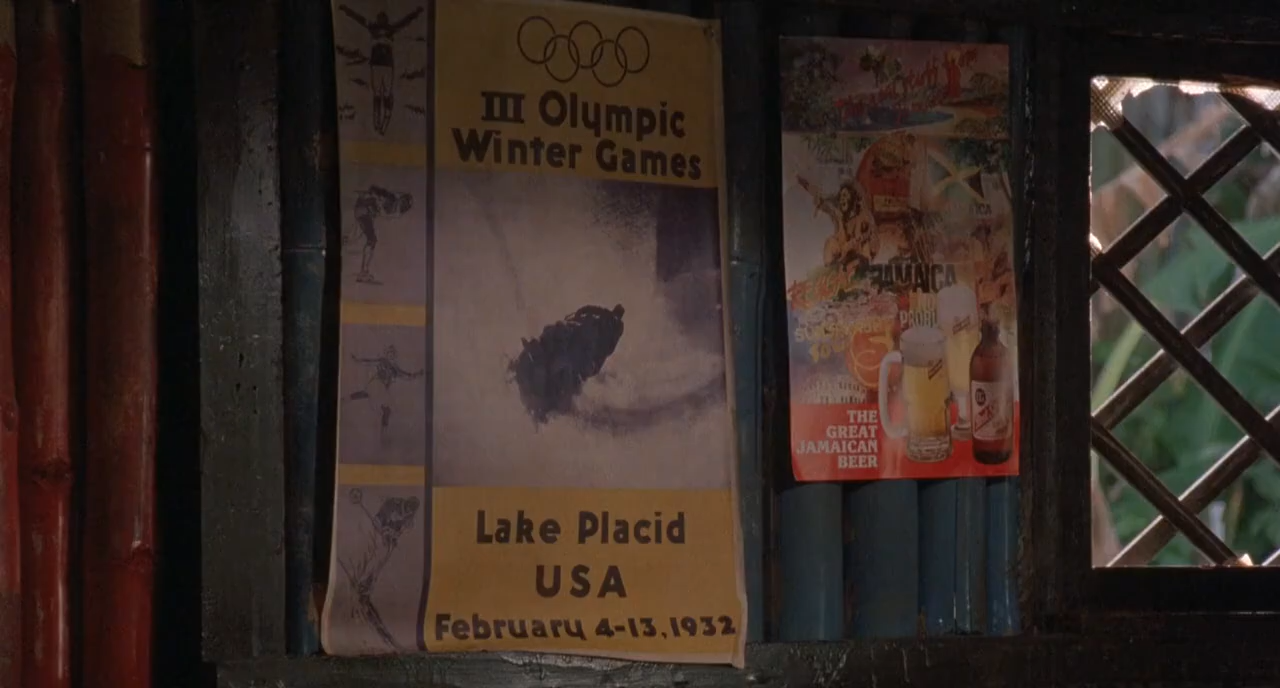 III Olympic
Winter Games
Lake Placid
USA
February 4-13, 1932
JAMAICA
THE
GREAT
JAMAICAN
BEER